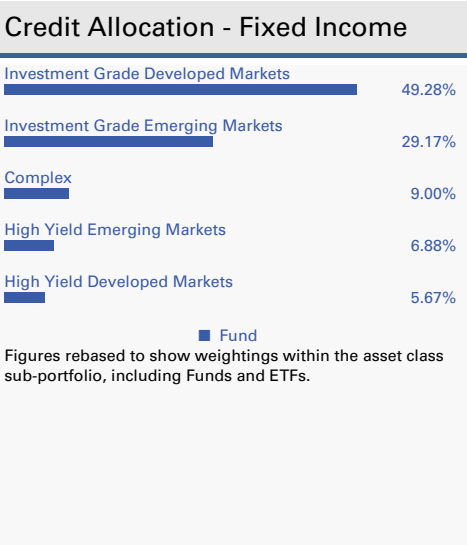 Credit Allocation - Fixed Income
Investment Grade Developed Markets
49.28%
Investment Grade Emerging Markets
29.17%
Complex
9.00%
High Yield Emerging Markets
6.88%
High Yield Developed Markets
5.67%
Fund
Figures rebased to show weightings within the asset class
sub-portfolio, including Funds and ETFs.